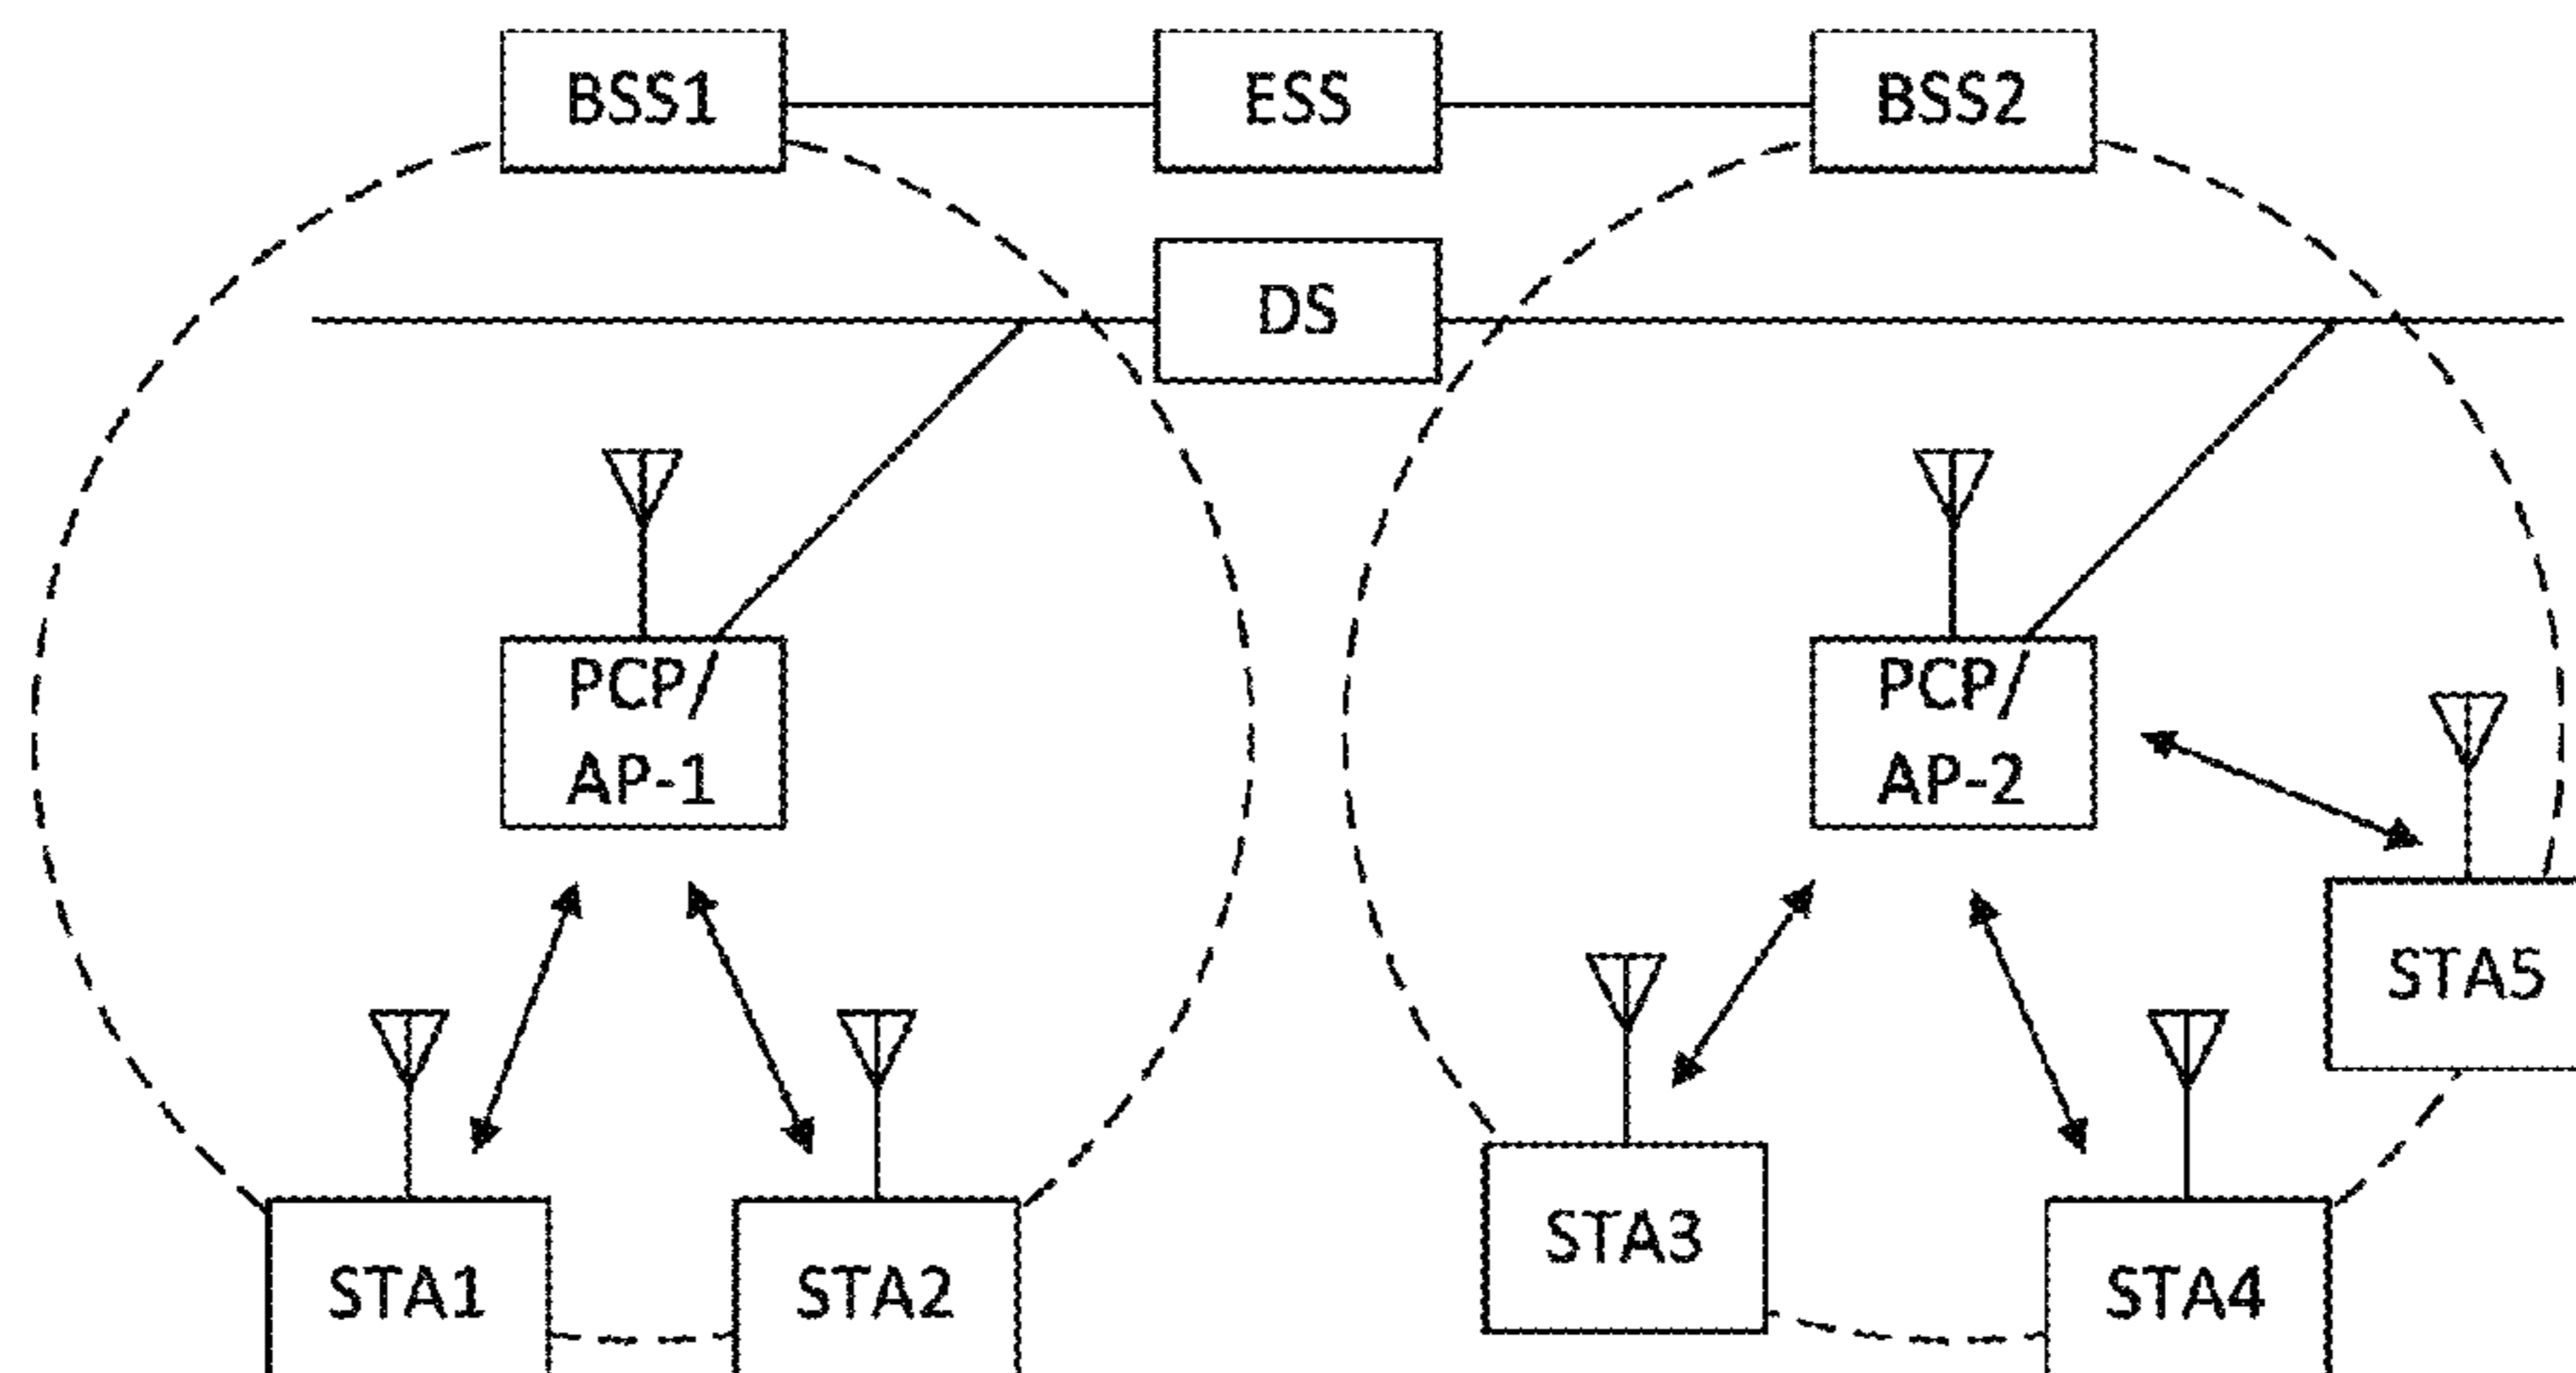 BSS1
ESS
BSS2
DS
PCP/
AP-1
PCP/
AP-2
STA5
STA3
STA1
STA2
STA4